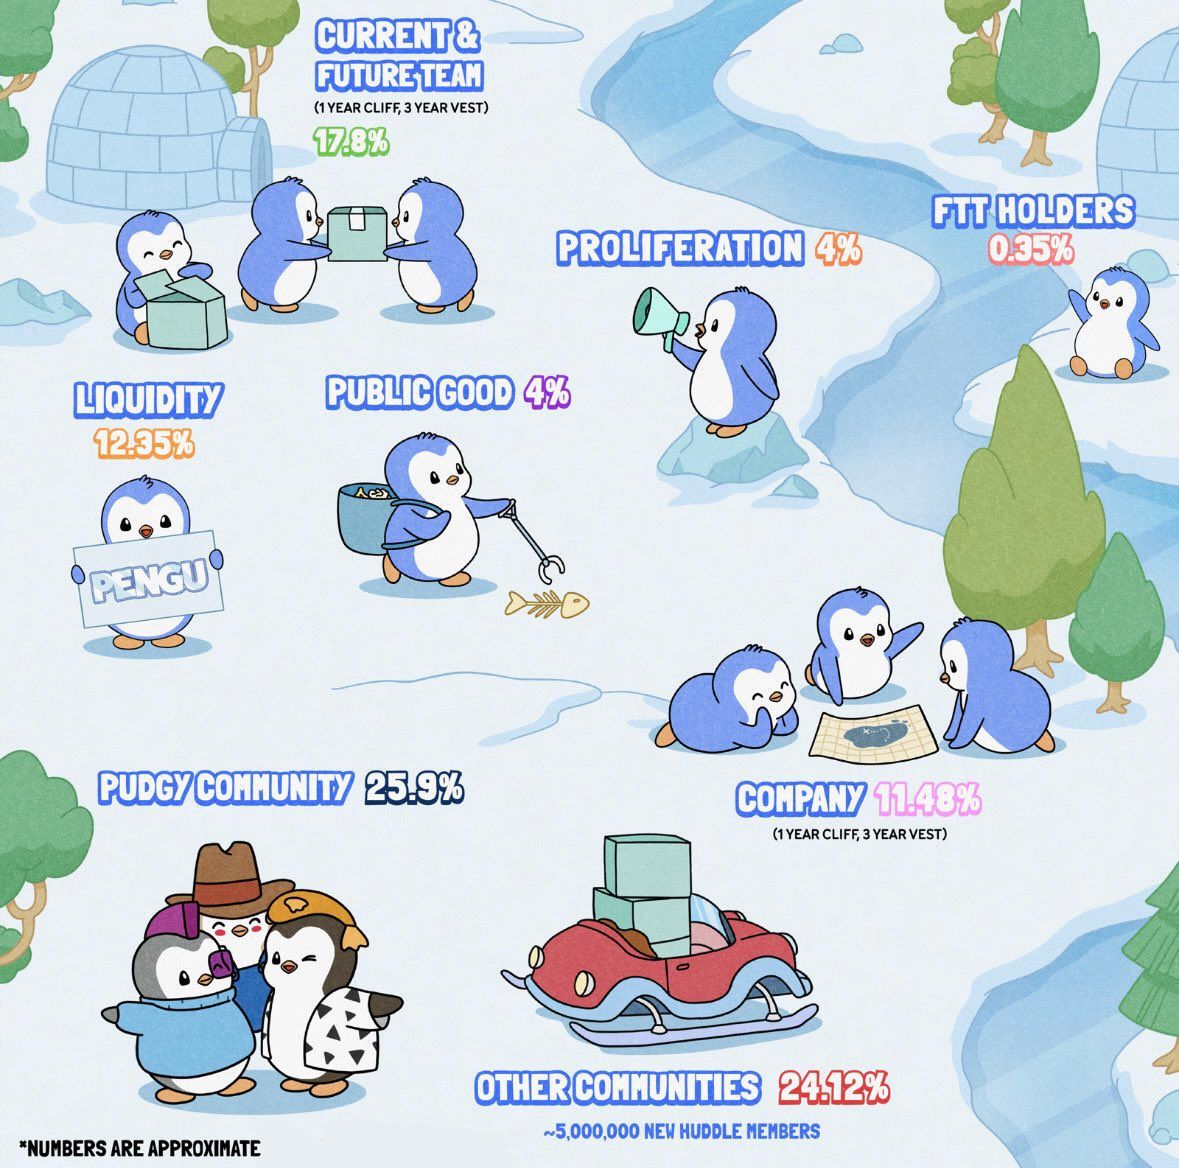 CURRENT &
FUTURE TEAM
(1 YEAR CLIFF, 3 YEAR VEST)
17.8%
FTT HOLDERS
0.35%
PROLIFERATION 4%
LIQUIDITY
12.35%
PUBLIC GOOD 4%
PENGU
PUDGY COMMUNITY 25.9%
COMPANY 11.48%
(1 YEAR CLIFF, 3 YEAR VEST)
OTHER COMMUNITIES 24.12%
~5,000,000 NEW HUDDLE MEMBERS
*NUMBERS ARE APPROXIMATE